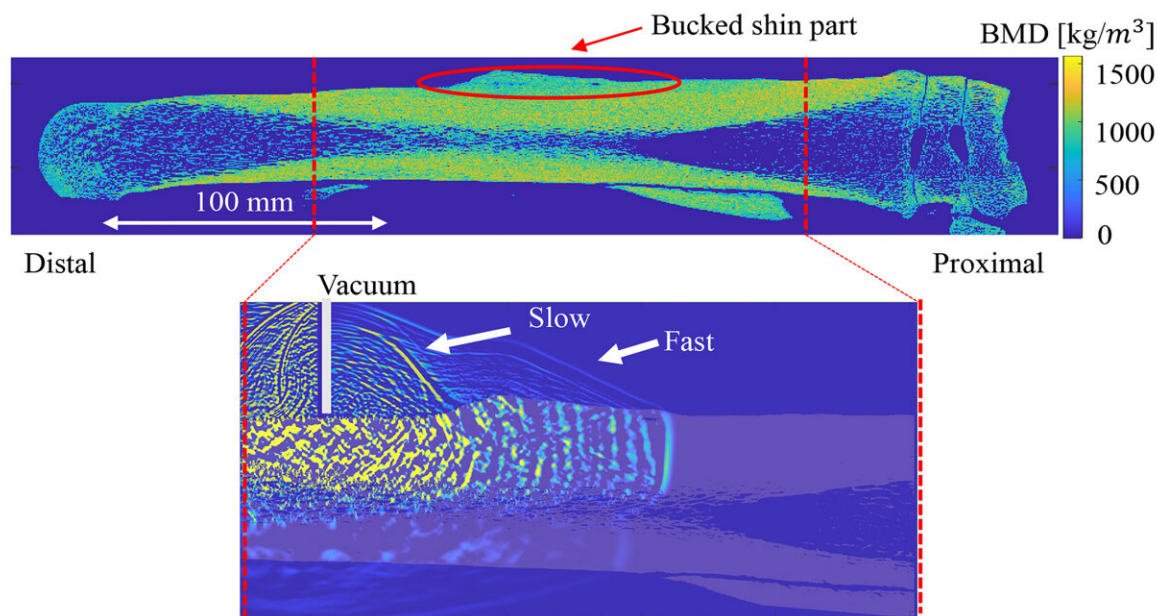 Bucked shin part
BMD [kg/m³]
1500
1000
500
0
100 mm
Distal
Proximal
Vacuum
Slow
Fast